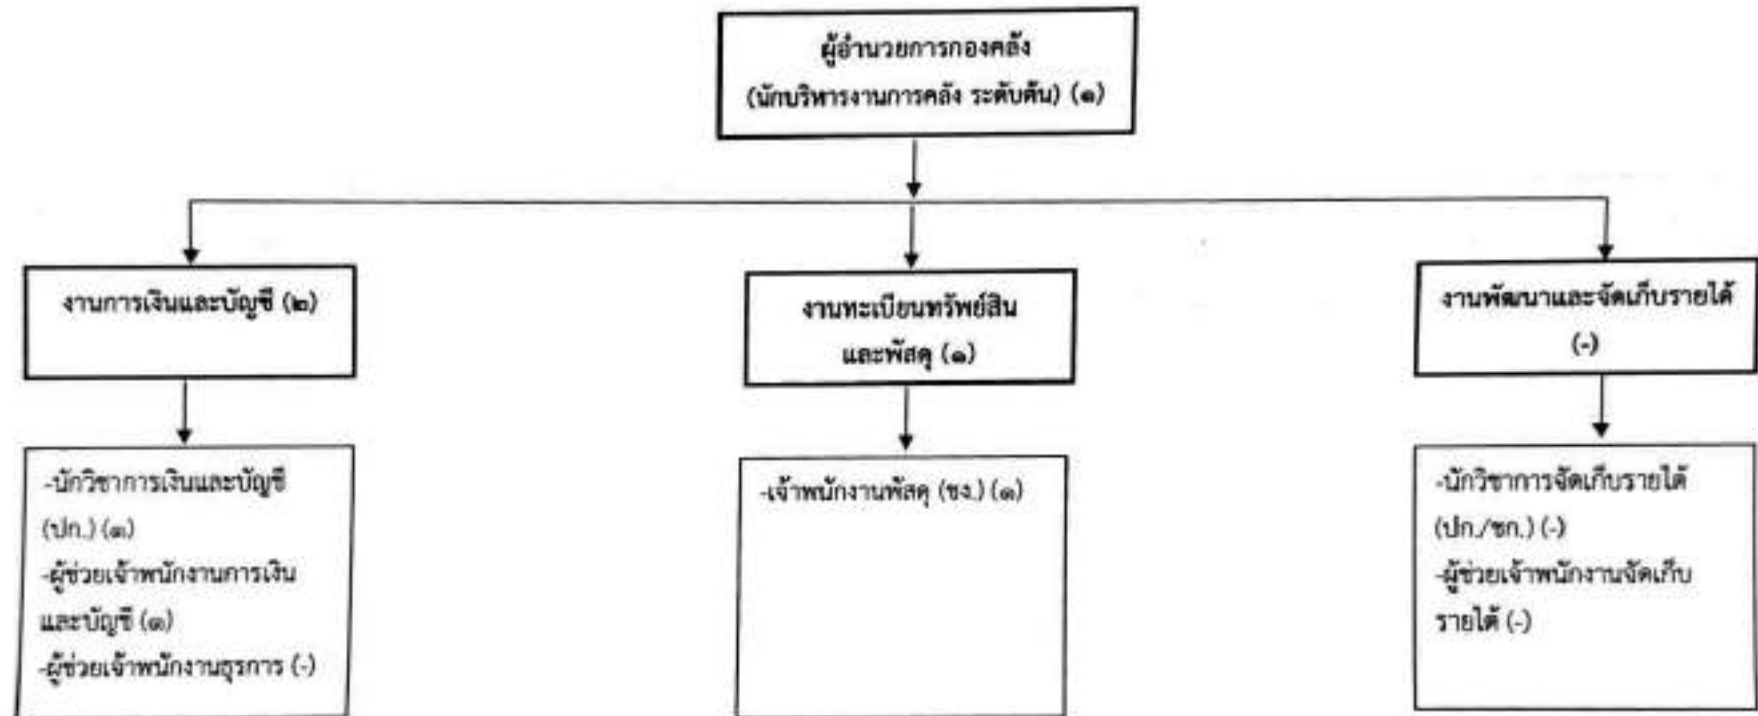 ผู้อำนวยการกองคลัง
(นักบริหารงานการคลัง ระดับต้น) (๑)
งานการเงินและบัญชี (๒)
งานทะเบียนทรัพย์สิน
และพัสดุ (๑)
งานพัฒนาและจัดเก็บรายได้
(-)
-นักวิชาการเงินและบัญชี
(ปก.) (๑)
-ผู้ช่วยเจ้าพนักงานการเงิน
และบัญชี (๑)
-ผู้ช่วยเจ้าพนักงานธุรการ (-)
-เจ้าพนักงานพัสดุ (ชง.) (๑)
-นักวิชาการจัดเก็บรายได้
(ปก./ชก.) (-)
-ผู้ช่วยเจ้าพนักงานจัดเก็บ
รายได้ (-)